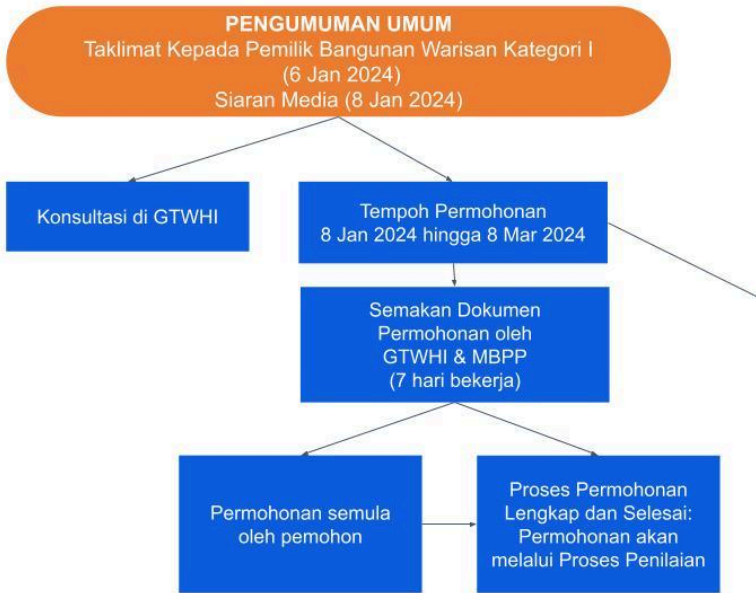 PENGUMUMAN UMUM
Taklimat Kepada Pemilik Bangunan Warisan Kategori I
(6 Jan 2024)
Siaran Media (8 Jan 2024)
Konsultasi di GTWHI
Tempoh Permohonan
8 Jan 2024 hingga 8 Mar 2024
Semakan Dokumen
Permohonan oleh
GTWHI & MBPP
(7 hari bekerja)
Permohonan semula
oleh pemohon
Proses Permohonan
Lengkap dan Selesai:
Permohonan akan
melalui Proses Penilaian